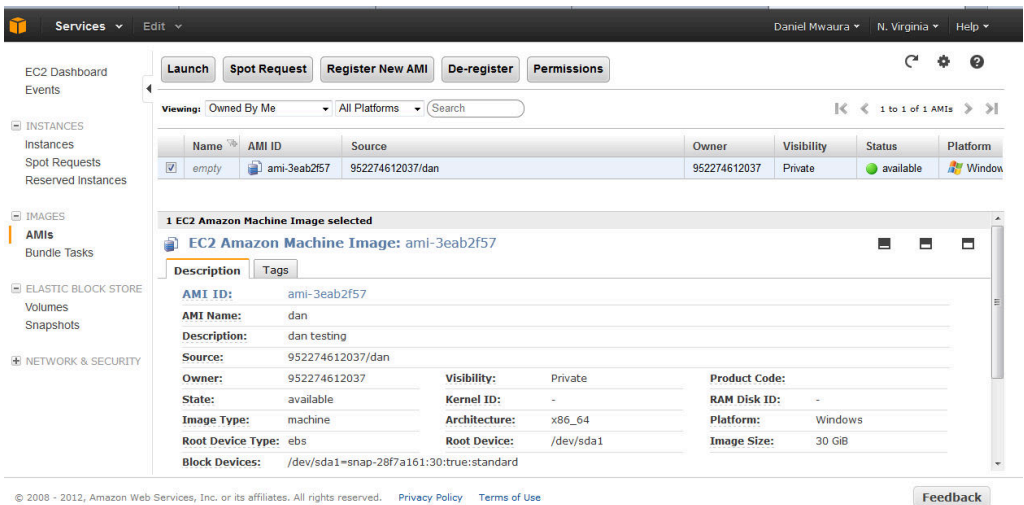 Services Edit Daniel Mwaura N. Virginia Help
EC2 Dashboard
Events
INSTANCES
Instances
Spot Requests
Reserved Instances
IMAGES
AMIs
Bundle Tasks
ELASTIC BLOCK STORE
Volumes
Snapshots
NETWORK & SECURITY
Launch Spot Request Register New AMI De-register Permissions
Viewing: Owned By Me All Platforms Search 1 to 1 of 1 AMIs
Name AMI ID Source Owner Visibility Status Platform
empty ami-3eab2f57 952274612037/dan 952274612037 Private available Window
1 EC2 Amazon Machine Image selected
EC2 Amazon Machine Image: ami-3eab2f57
Description Tags
AMI ID: ami-3eab2f57
AMI Name: dan
Description: dan testing
Source: 952274612037/dan
Owner: 952274612037 Visibility: Private Product Code:
State: available Kernel ID: - RAM Disk ID: -
Image Type: machine Architecture: x86_64 Platform: Windows
Root Device Type: ebs Root Device: /dev/sda1 Image Size: 30 GiB
Block Devices: /dev/sda1=snap-28f7a161:30:true:standard
© 2008 - 2012, Amazon Web Services, Inc. or its affiliates. All rights reserved. Privacy Policy Terms of Use Feedback